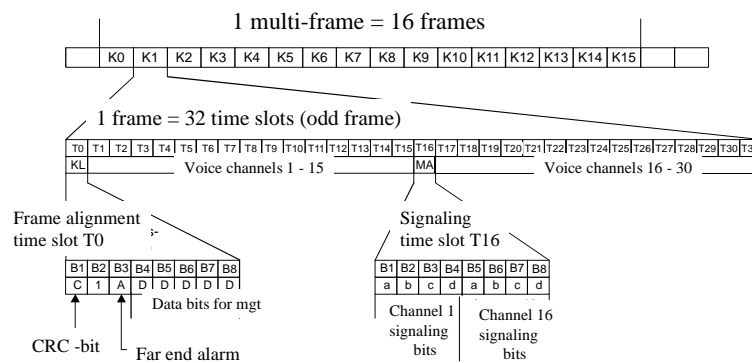 1 multi-frame = 16 frames
K0 K1 K2 K3 K4 K5 K6 K7 K8 K9 K10 K11 K12 K13 K14 K15
1 frame = 32 time slots (odd frame)
T0 T1 T2 T3 T4 T5 T6 T7 T8 T9 T10 T11 T12 T13 T14 T15 T16 T17 T18 T19 T20 T21 T22 T23 T24 T25 T26 T27 T28 T29 T30 T3
KL Voice channels 1 - 15 MA Voice channels 16 - 30
Frame alignment
time slot T0
Signaling
time slot T16
B1 B2 B3 B4 B5 B6 B7 B8
C 1 A D D D D D
Data bits for mgt
CRC -bit
Far end alarm
B1 B2 B3 B4 B5 B6 B7 B8
a b c d a b c d
Channel 1
signaling
bits
Channel 16
signaling
bits